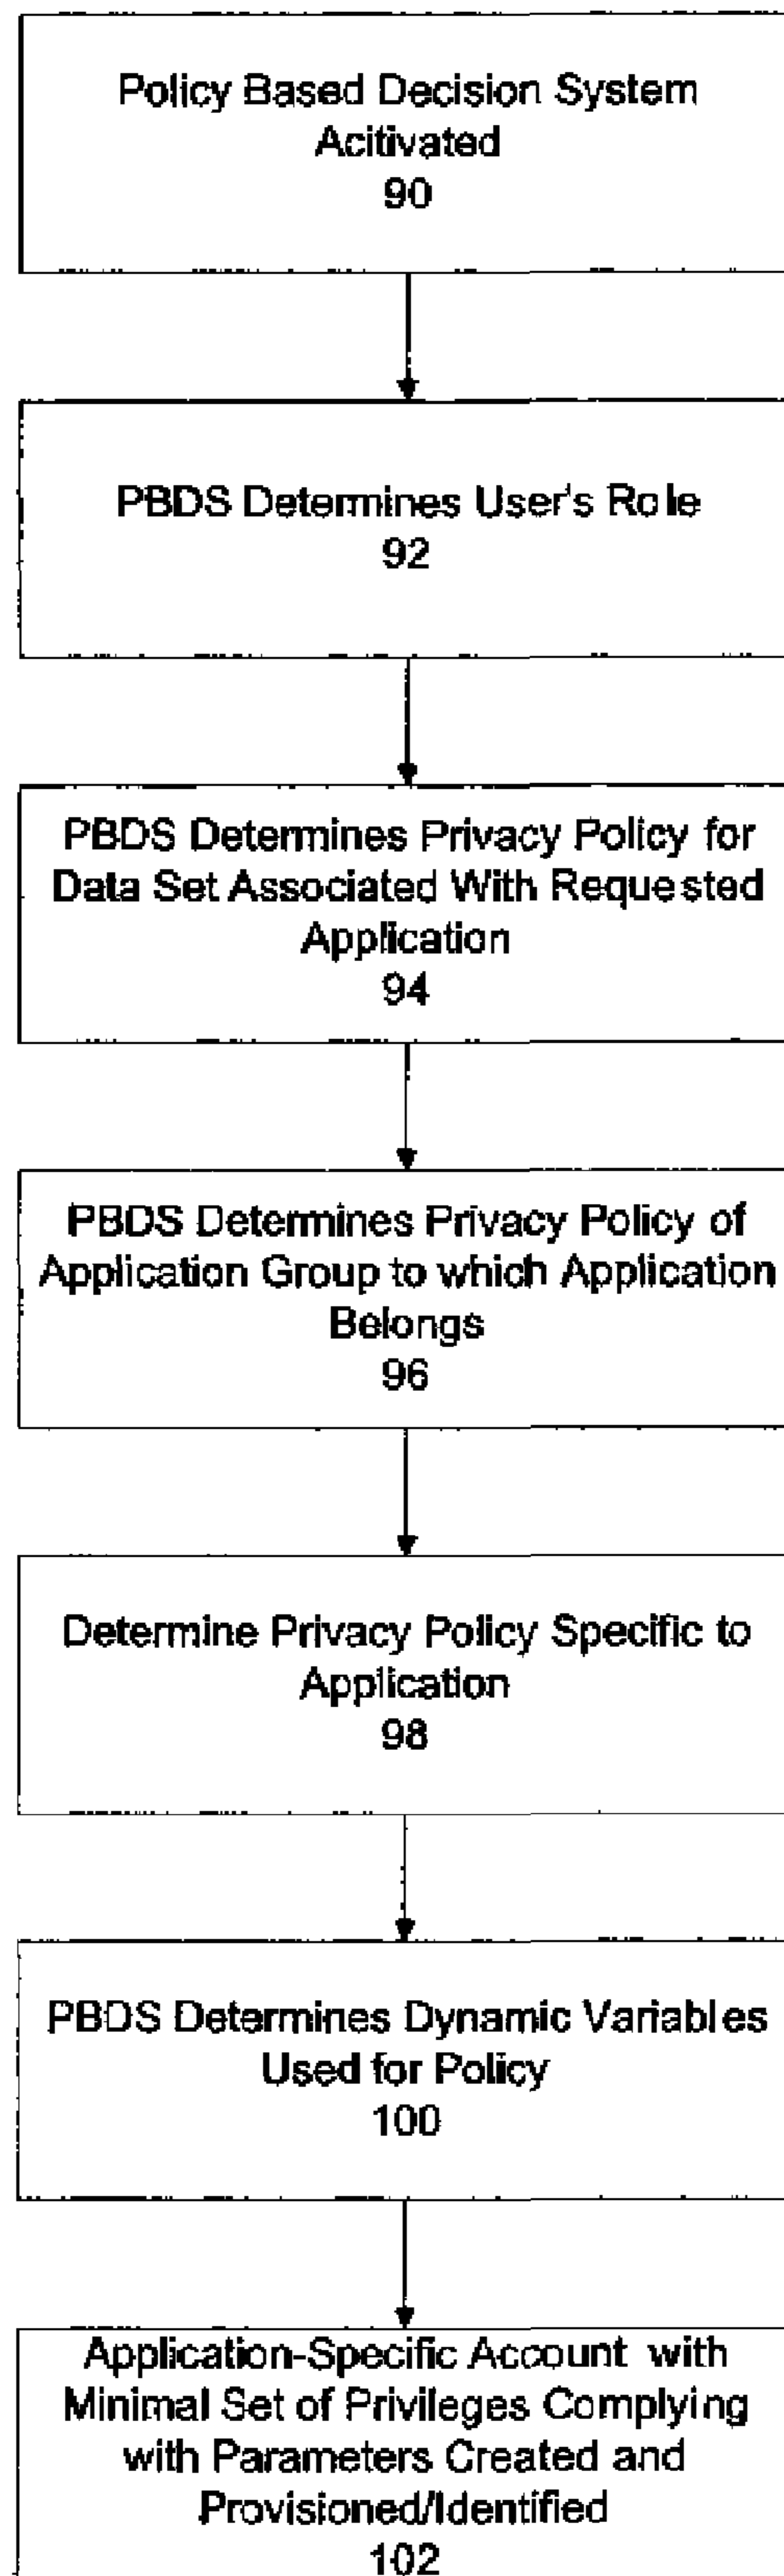 Policy Based Decision System
Acitivated
90
PBDS Determines User's Role
92
PBDS Determines Privacy Policy for
Data Set Associated With Requested
Application
94
PBDS Determines Privacy Policy of
Application Group to which Application
Belongs
96
Determine Privacy Policy Specific to
Application
98
PBDS Determines Dynamic Variables
Used for Policy
100
Application-Specific Account with
Minimal Set of Privileges Complying
with Parameters Created and
Provisioned/Identified
102